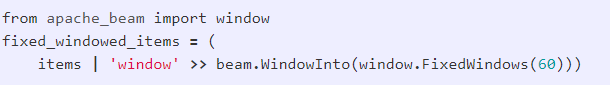 from apache_beam import window
fixed_windowed_items = (
    items | 'window' >> beam.WindowInto(window.FixedWindows(60)))